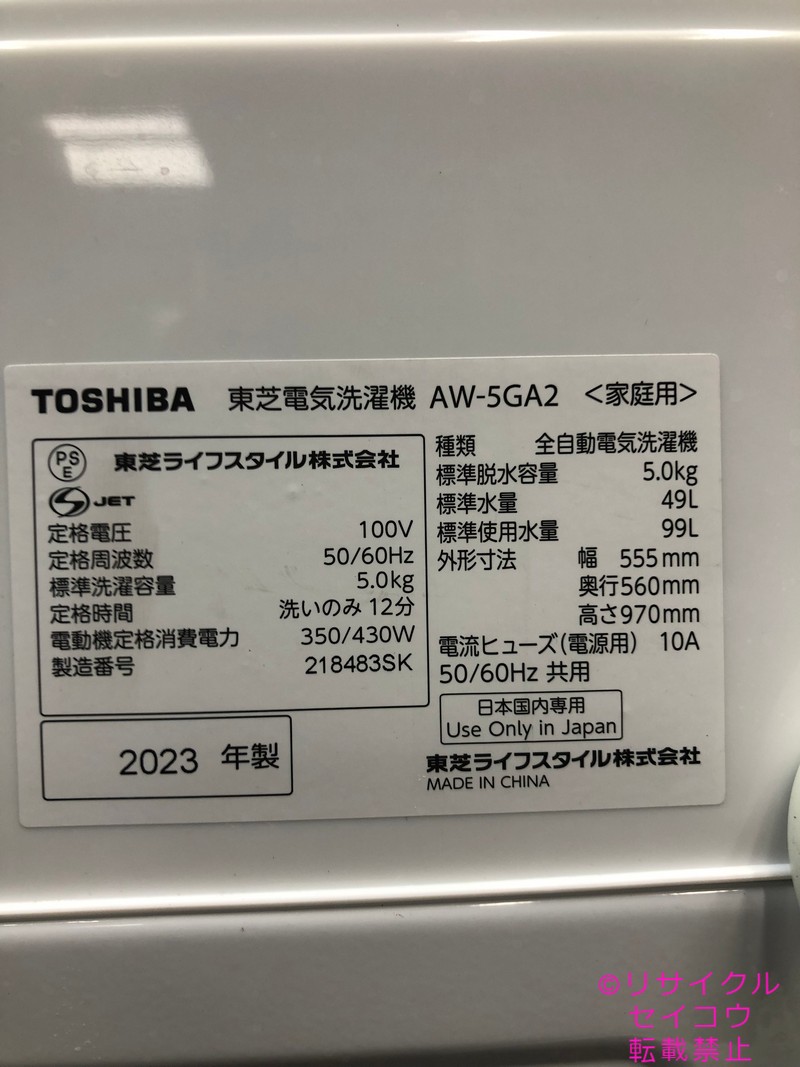 TOSHIBA 東芝電気洗濯機 AW-5GA2 <家庭用>
PS
E
東芝ライフスタイル株式会社
JET
定格電圧 100V
定格周波数 50/60Hz
標準洗濯容量 5.0kg
定格時間 洗いのみ 12分
電動機定格消費電力 350/430W
製造番号 218483SK
2023 年製
種類 全自動電気洗濯機
標準脱水容量 5.0kg
標準水量 49L
標準使用水量 99L
外形寸法 幅 555mm
奥行560mm
高さ970mm
電流ヒューズ(電源用) 10A
50/60Hz 共用
日本国内専用
Use Only in Japan
東芝ライフスタイル株式会社
MADE IN CHINA
©リサイクル
セイコウ
転載禁止